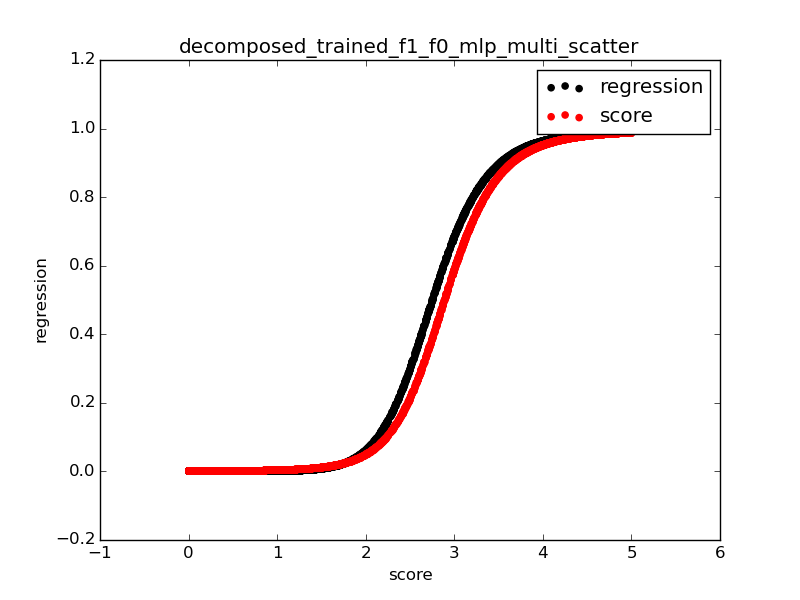 decomposed_trained_f1_f0_mlp_multi_scatter
regression
score
1.2
1.0
0.8
0.6
0.4
0.2
0.0
−0.2
regression
−1 0 1 2 3 4 5 6
score